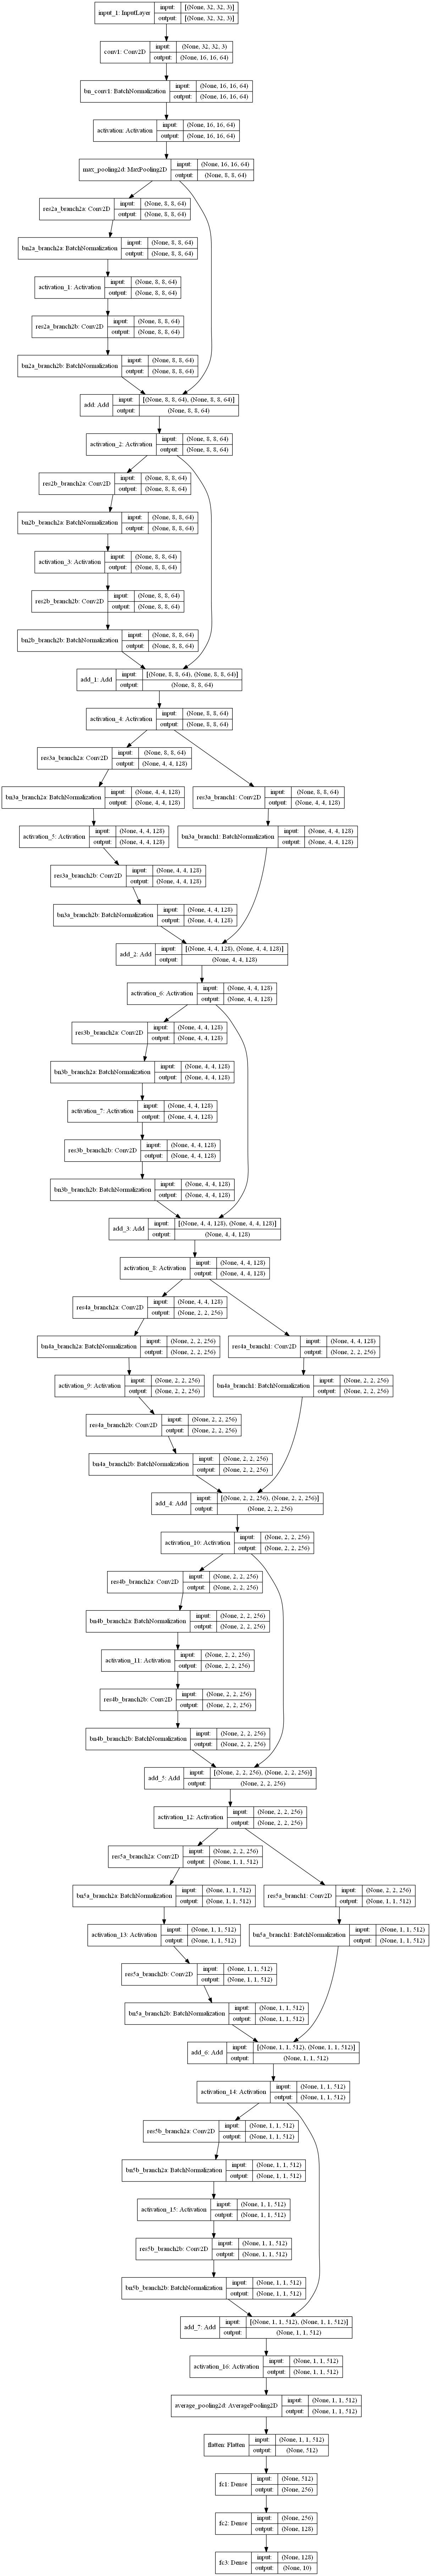 input_1: InputLayer input: [(None, 32, 32, 3)]
output: [(None, 32, 32, 3)]
conv1: Conv2D input: (None, 32, 32, 3)
output: (None, 16, 16, 64)
bn_conv1: BatchNormalization input: (None, 16, 16, 64)
output: (None, 16, 16, 64)
activation: Activation input: (None, 16, 16, 64)
output: (None, 16, 16, 64)
max_pooling2d: MaxPooling2D input: (None, 16, 16, 64)
output: (None, 8, 8, 64)
res2a_branch2a: Conv2D input: (None, 8, 8, 64)
output: (None, 8, 8, 64)
bn2a_branch2a: BatchNormalization input: (None, 8, 8, 64)
output: (None, 8, 8, 64)
activation_1: Activation input: (None, 8, 8, 64)
output: (None, 8, 8, 64)
res2a_branch2b: Conv2D input: (None, 8, 8, 64)
output: (None, 8, 8, 64)
bn2a_branch2b: BatchNormalization input: (None, 8, 8, 64)
output: (None, 8, 8, 64)
add: Add input: [(None, 8, 8, 64), (None, 8, 8, 64)]
output: (None, 8, 8, 64)
activation_2: Activation input: (None, 8, 8, 64)
output: (None, 8, 8, 64)
res2b_branch2a: Conv2D input: (None, 8, 8, 64)
output: (None, 8, 8, 64)
bn2b_branch2a: BatchNormalization input: (None, 8, 8, 64)
output: (None, 8, 8, 64)
activation_3: Activation input: (None, 8, 8, 64)
output: (None, 8, 8, 64)
res2b_branch2b: Conv2D input: (None, 8, 8, 64)
output: (None, 8, 8, 64)
bn2b_branch2b: BatchNormalization input: (None, 8, 8, 64)
output: (None, 8, 8, 64)
add_1: Add input: [(None, 8, 8, 64), (None, 8, 8, 64)]
output: (None, 8, 8, 64)
activation_4: Activation input: (None, 8, 8, 64)
output: (None, 8, 8, 64)
res3a_branch2a: Conv2D input: (None, 8, 8, 64)
output: (None, 4, 4, 128)
bn3a_branch2a: BatchNormalization input: (None, 4, 4, 128)
output: (None, 4, 4, 128)
res3a_branch1: Conv2D input: (None, 8, 8, 64)
output: (None, 4, 4, 128)
activation_5: Activation input: (None, 4, 4, 128)
output: (None, 4, 4, 128)
bn3a_branch1: BatchNormalization input: (None, 4, 4, 128)
output: (None, 4, 4, 128)
res3a_branch2b: Conv2D input: (None, 4, 4, 128)
output: (None, 4, 4, 128)
bn3a_branch2b: BatchNormalization input: (None, 4, 4, 128)
output: (None, 4, 4, 128)
add_2: Add input: [(None, 4, 4, 128), (None, 4, 4, 128)]
output: (None, 4, 4, 128)
activation_6: Activation input: (None, 4, 4, 128)
output: (None, 4, 4, 128)
res3b_branch2a: Conv2D input: (None, 4, 4, 128)
output: (None, 4, 4, 128)
bn3b_branch2a: BatchNormalization input: (None, 4, 4, 128)
output: (None, 4, 4, 128)
activation_7: Activation input: (None, 4, 4, 128)
output: (None, 4, 4, 128)
res3b_branch2b: Conv2D input: (None, 4, 4, 128)
output: (None, 4, 4, 128)
bn3b_branch2b: BatchNormalization input: (None, 4, 4, 128)
output: (None, 4, 4, 128)
add_3: Add input: [(None, 4, 4, 128), (None, 4, 4, 128)]
output: (None, 4, 4, 128)
activation_8: Activation input: (None, 4, 4, 128)
output: (None, 4, 4, 128)
res4a_branch2a: Conv2D input: (None, 4, 4, 128)
output: (None, 2, 2, 256)
bn4a_branch2a: BatchNormalization input: (None, 2, 2, 256)
output: (None, 2, 2, 256)
res4a_branch1: Conv2D input: (None, 4, 4, 128)
output: (None, 2, 2, 256)
activation_9: Activation input: (None, 2, 2, 256)
output: (None, 2, 2, 256)
bn4a_branch1: BatchNormalization input: (None, 2, 2, 256)
output: (None, 2, 2, 256)
res4a_branch2b: Conv2D input: (None, 2, 2, 256)
output: (None, 2, 2, 256)
bn4a_branch2b: BatchNormalization input: (None, 2, 2, 256)
output: (None, 2, 2, 256)
add_4: Add input: [(None, 2, 2, 256), (None, 2, 2, 256)]
output: (None, 2, 2, 256)
activation_10: Activation input: (None, 2, 2, 256)
output: (None, 2, 2, 256)
res4b_branch2a: Conv2D input: (None, 2, 2, 256)
output: (None, 2, 2, 256)
bn4b_branch2a: BatchNormalization input: (None, 2, 2, 256)
output: (None, 2, 2, 256)
activation_11: Activation input: (None, 2, 2, 256)
output: (None, 2, 2, 256)
res4b_branch2b: Conv2D input: (None, 2, 2, 256)
output: (None, 2, 2, 256)
bn4b_branch2b: BatchNormalization input: (None, 2, 2, 256)
output: (None, 2, 2, 256)
add_5: Add input: [(None, 2, 2, 256), (None, 2, 2, 256)]
output: (None, 2, 2, 256)
activation_12: Activation input: (None, 2, 2, 256)
output: (None, 2, 2, 256)
res5a_branch2a: Conv2D input: (None, 2, 2, 256)
output: (None, 1, 1, 512)
bn5a_branch2a: BatchNormalization input: (None, 1, 1, 512)
output: (None, 1, 1, 512)
res5a_branch1: Conv2D input: (None, 2, 2, 256)
output: (None, 1, 1, 512)
activation_13: Activation input: (None, 1, 1, 512)
output: (None, 1, 1, 512)
bn5a_branch1: BatchNormalization input: (None, 1, 1, 512)
output: (None, 1, 1, 512)
res5a_branch2b: Conv2D input: (None, 1, 1, 512)
output: (None, 1, 1, 512)
bn5a_branch2b: BatchNormalization input: (None, 1, 1, 512)
output: (None, 1, 1, 512)
add_6: Add input: [(None, 1, 1, 512), (None, 1, 1, 512)]
output: (None, 1, 1, 512)
activation_14: Activation input: (None, 1, 1, 512)
output: (None, 1, 1, 512)
res5b_branch2a: Conv2D input: (None, 1, 1, 512)
output: (None, 1, 1, 512)
bn5b_branch2a: BatchNormalization input: (None, 1, 1, 512)
output: (None, 1, 1, 512)
activation_15: Activation input: (None, 1, 1, 512)
output: (None, 1, 1, 512)
res5b_branch2b: Conv2D input: (None, 1, 1, 512)
output: (None, 1, 1, 512)
bn5b_branch2b: BatchNormalization input: (None, 1, 1, 512)
output: (None, 1, 1, 512)
add_7: Add input: [(None, 1, 1, 512), (None, 1, 1, 512)]
output: (None, 1, 1, 512)
activation_16: Activation input: (None, 1, 1, 512)
output: (None, 1, 1, 512)
average_pooling2d: AveragePooling2D input: (None, 1, 1, 512)
output: (None, 1, 1, 512)
flatten: Flatten input: (None, 1, 1, 512)
output: (None, 512)
fc1: Dense input: (None, 512)
output: (None, 256)
fc2: Dense input: (None, 256)
output: (None, 128)
fc3: Dense input: (None, 128)
output: (None, 10)